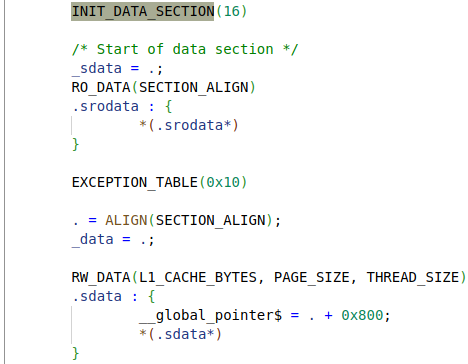 INIT_DATA_SECTION(16)
/* Start of data section */
_sdata = .;
RO_DATA(SECTION_ALIGN)
.srodata : {
*(.srodata*)
}
EXCEPTION_TABLE(0x10)
. = ALIGN(SECTION_ALIGN);
_data = .;
RW_DATA(L1_CACHE_BYTES, PAGE_SIZE, THREAD_SIZE)
.sdata : {
__global_pointer$ = . + 0x800;
*(.sdata*)
}